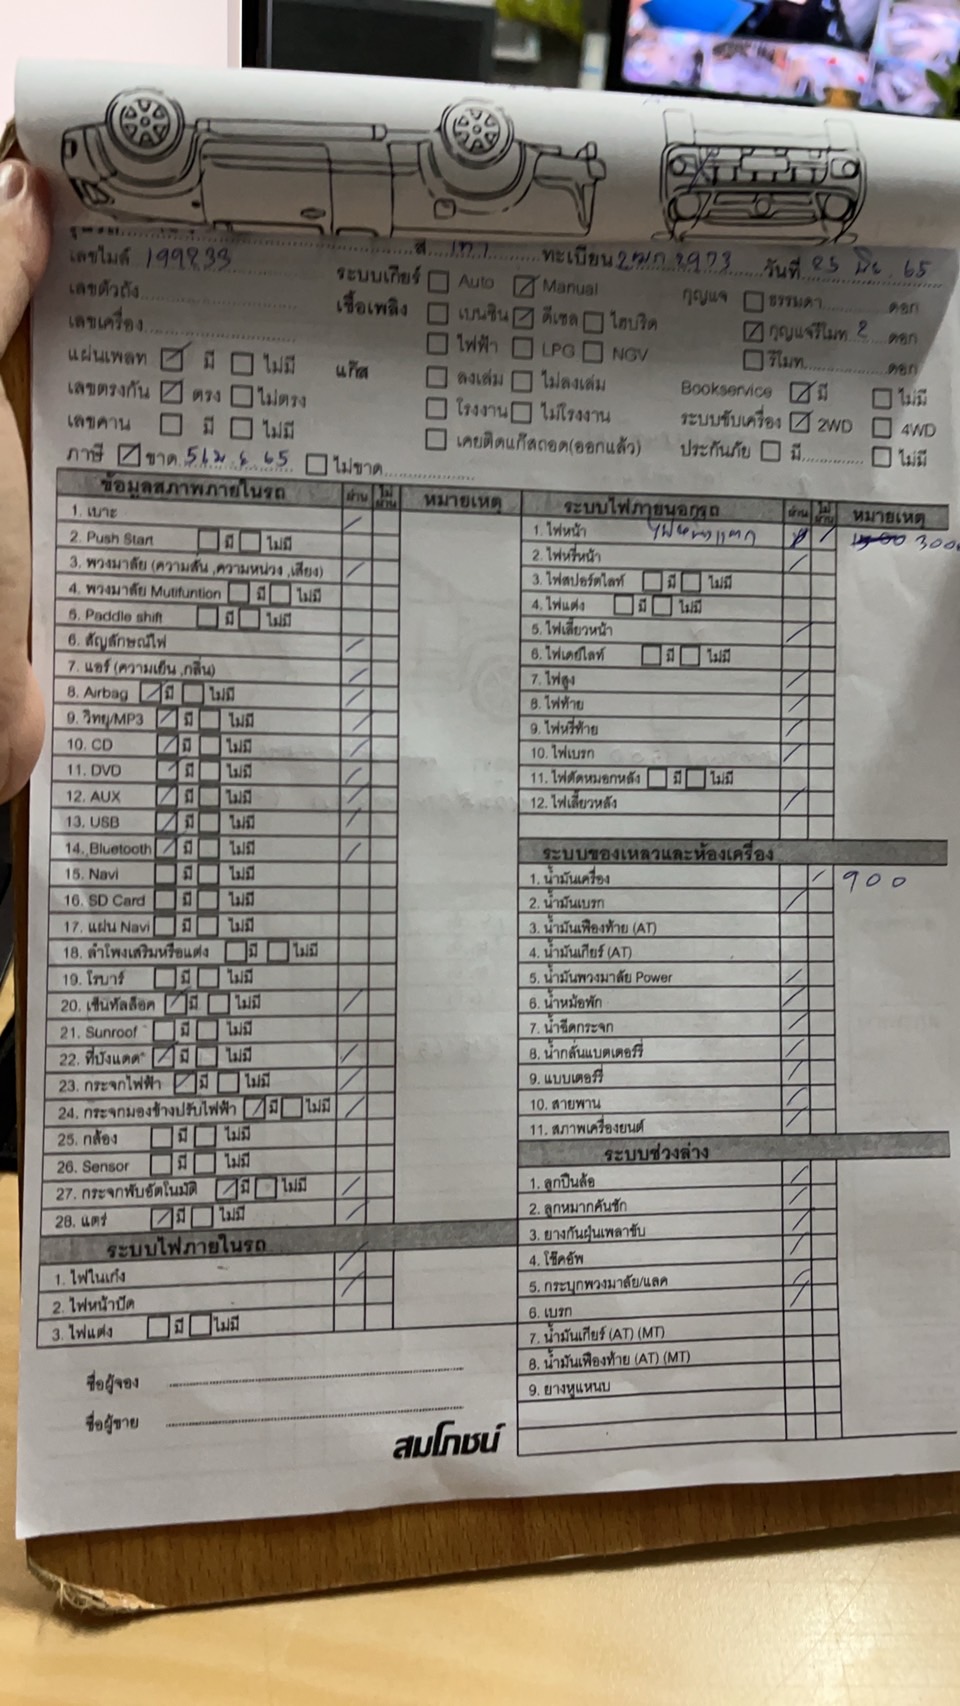 สี เทา ทะเบียน 2ฒก 2973 วันที่ 25 มิย. 65
เลขไมล์ 199233
ระบบเกียร์ Auto Manual
กุญแจ ธรรมดา ดอก
เลขตัวถัง
เชื้อเพลิง เบนซิน ดีเซล ไฮบริด
กุญแจรีโมท 2 ดอก
เลขเครื่อง
ไฟฟ้า LPG NGV
รีโมท ดอก
แผ่นเพลท มี ไม่มี
แก๊ส ลงเล่ม ไม่ลงเล่ม
Bookservice มี ไม่มี
เลขตรงกัน ตรง ไม่ตรง
โรงงาน ไม่โรงงาน
ระบบขับเครื่อง 2WD 4WD
เลขคาน มี ไม่มี
เคยติดแก๊สถอด(ออกแล้ว)
ประกันภัย มี ไม่มี
ภาษี ขาด 65 ไม่ขาด
ข้อมูลสภาพภายในรถ ผ่าน ไม่ผ่าน หมายเหตุ
1. เบาะ
2. Push Start มี ไม่มี
3. พวงมาลัย (ความสั่น ,ความหน่วง ,เสียง)
4. พวงมาลัย Mutifuntion มี ไม่มี
5. Paddle shift มี ไม่มี
6. สัญลักษณ์ไฟ
7. แอร์ (ความเย็น ,กลิ่น)
8. Airbag มี ไม่มี
9. วิทยุ/MP3 มี ไม่มี
10. CD มี ไม่มี
11. DVD มี ไม่มี
12. AUX มี ไม่มี
13. USB มี ไม่มี
14. Bluetooth มี ไม่มี
15. Navi มี ไม่มี
16. SD Card มี ไม่มี
17. แผ่น Navi มี ไม่มี
18. ลำโพงเสริมหรือแต่ง มี ไม่มี
19. โรบาร์ มี ไม่มี
20. เซ็นทัลล็อค มี ไม่มี
21. Sunroof มี ไม่มี
22. ที่บังแดด มี ไม่มี
23. กระจกไฟฟ้า มี ไม่มี
24. กระจกมองข้างปรับไฟฟ้า มี ไม่มี
25. กล้อง มี ไม่มี
26. Sensor มี ไม่มี
27. กระจกพับอัตโนมัติ มี ไม่มี
28. แตร มี ไม่มี
ระบบไฟภายในรถ
1. ไฟในเก๋ง
2. ไฟหน้าปัด
3. ไฟแต่ง มี ไม่มี
ชื่อผู้จอง
ชื่อผู้ขาย
สมโภชน์
ระบบไฟภายนอกรถ ผ่าน ไม่ผ่าน หมายเหตุ
1. ไฟหน้า ไฟหน้าแตก
2. ไฟหรี่หน้า
3. ไฟสปอร์ตไลท์ มี ไม่มี
4. ไฟแต่ง มี ไม่มี
5. ไฟเลี้ยวหน้า
6. ไฟเดย์ไลท์ มี ไม่มี
7. ไฟสูง
8. ไฟท้าย
9. ไฟหรี่ท้าย
10. ไฟเบรก
11. ไฟตัดหมอกหลัง มี ไม่มี
12. ไฟเลี้ยวหลัง
ระบบของเหลวและห้องเครื่อง
1. น้ำมันเครื่อง 900
2. น้ำมันเบรก
3. น้ำมันเฟืองท้าย (AT)
4. น้ำมันเกียร์ (AT)
5. น้ำมันพวงมาลัย Power
6. น้ำหม้อพัก
7. น้ำฉีดกระจก
8. น้ำกลั่นแบตเตอร์รี่
9. แบบเตอร์รี่
10. สายพาน
11. สภาพเครื่องยนต์
ระบบช่วงล่าง
1. ลูกปืนล้อ
2. ลูกหมากคันชัก
3. ยางกันฝุ่นเพลาขับ
4. โช๊คอัพ
5. กระบุกพวงมาลัย/แลค
6. เบรก
7. น้ำมันเกียร์ (AT) (MT)
8. น้ำมันเฟืองท้าย (AT) (MT)
9. ยางหูแหนบ